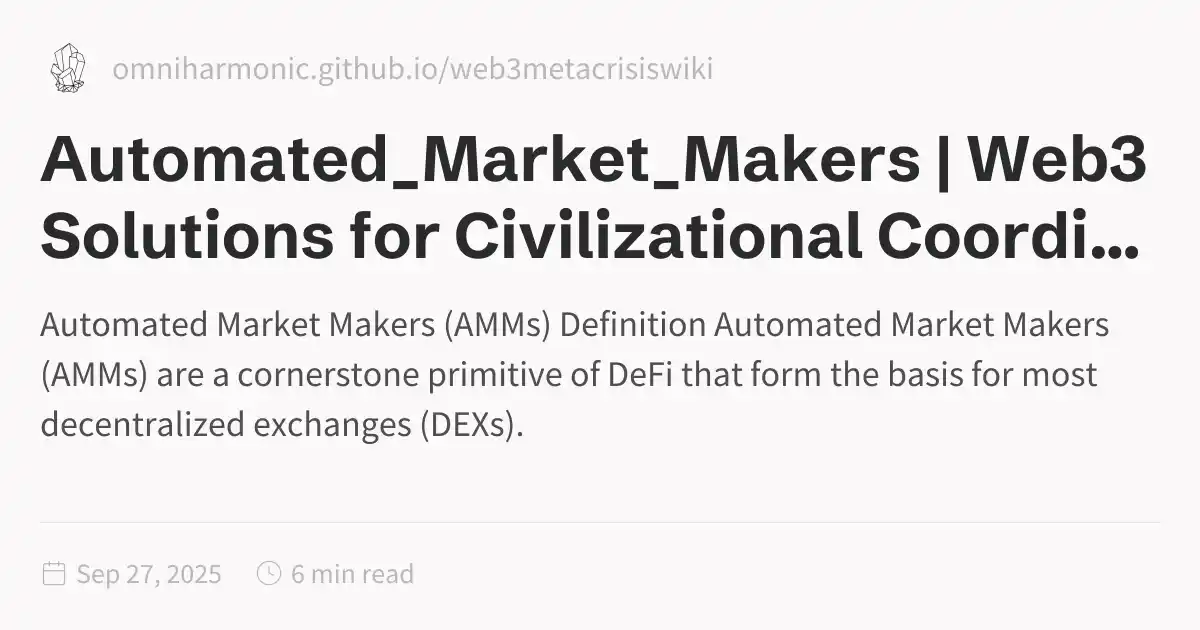 omniharmonic.github.io/web3metacrisiswiki
Automated_Market_Makers | Web3
Solutions for Civilizational Coordi...
Automated Market Makers (AMMs) Definition Automated Market Makers
(AMMs) are a cornerstone primitive of DeFi that form the basis for most
decentralized exchanges (DEXs).
Sep 27, 2025 6 min read